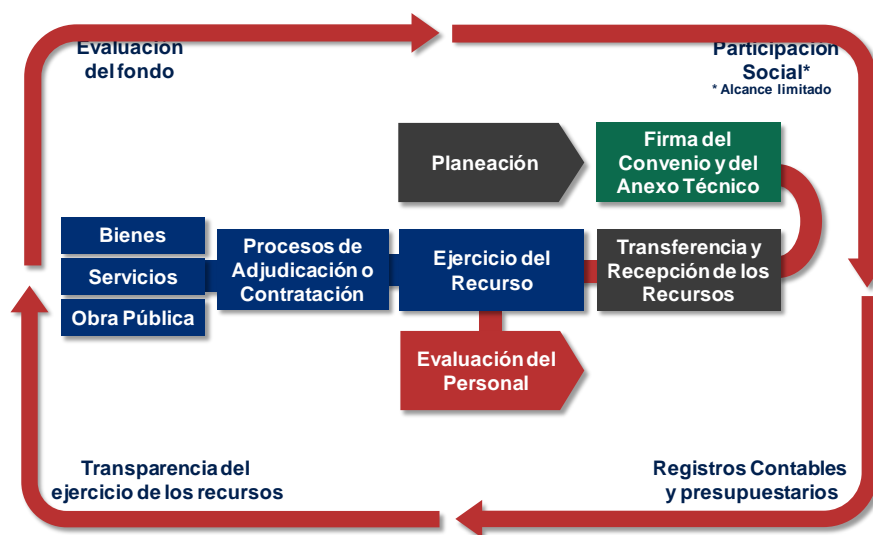 Evaluación
del fondo
Participación
Social*
* Alcance limitado
Planeación
Firma del
Convenio y del
Anexo Técnico
Bienes
Servicios
Obra Pública
Procesos de
Adjudicación o
Contratación
Ejercicio del
Recurso
Transferencia y
Recepción de los
Recursos
Evaluación del
Personal
Transparencia del
ejercicio de los recursos
Registros Contables
y presupuestarios